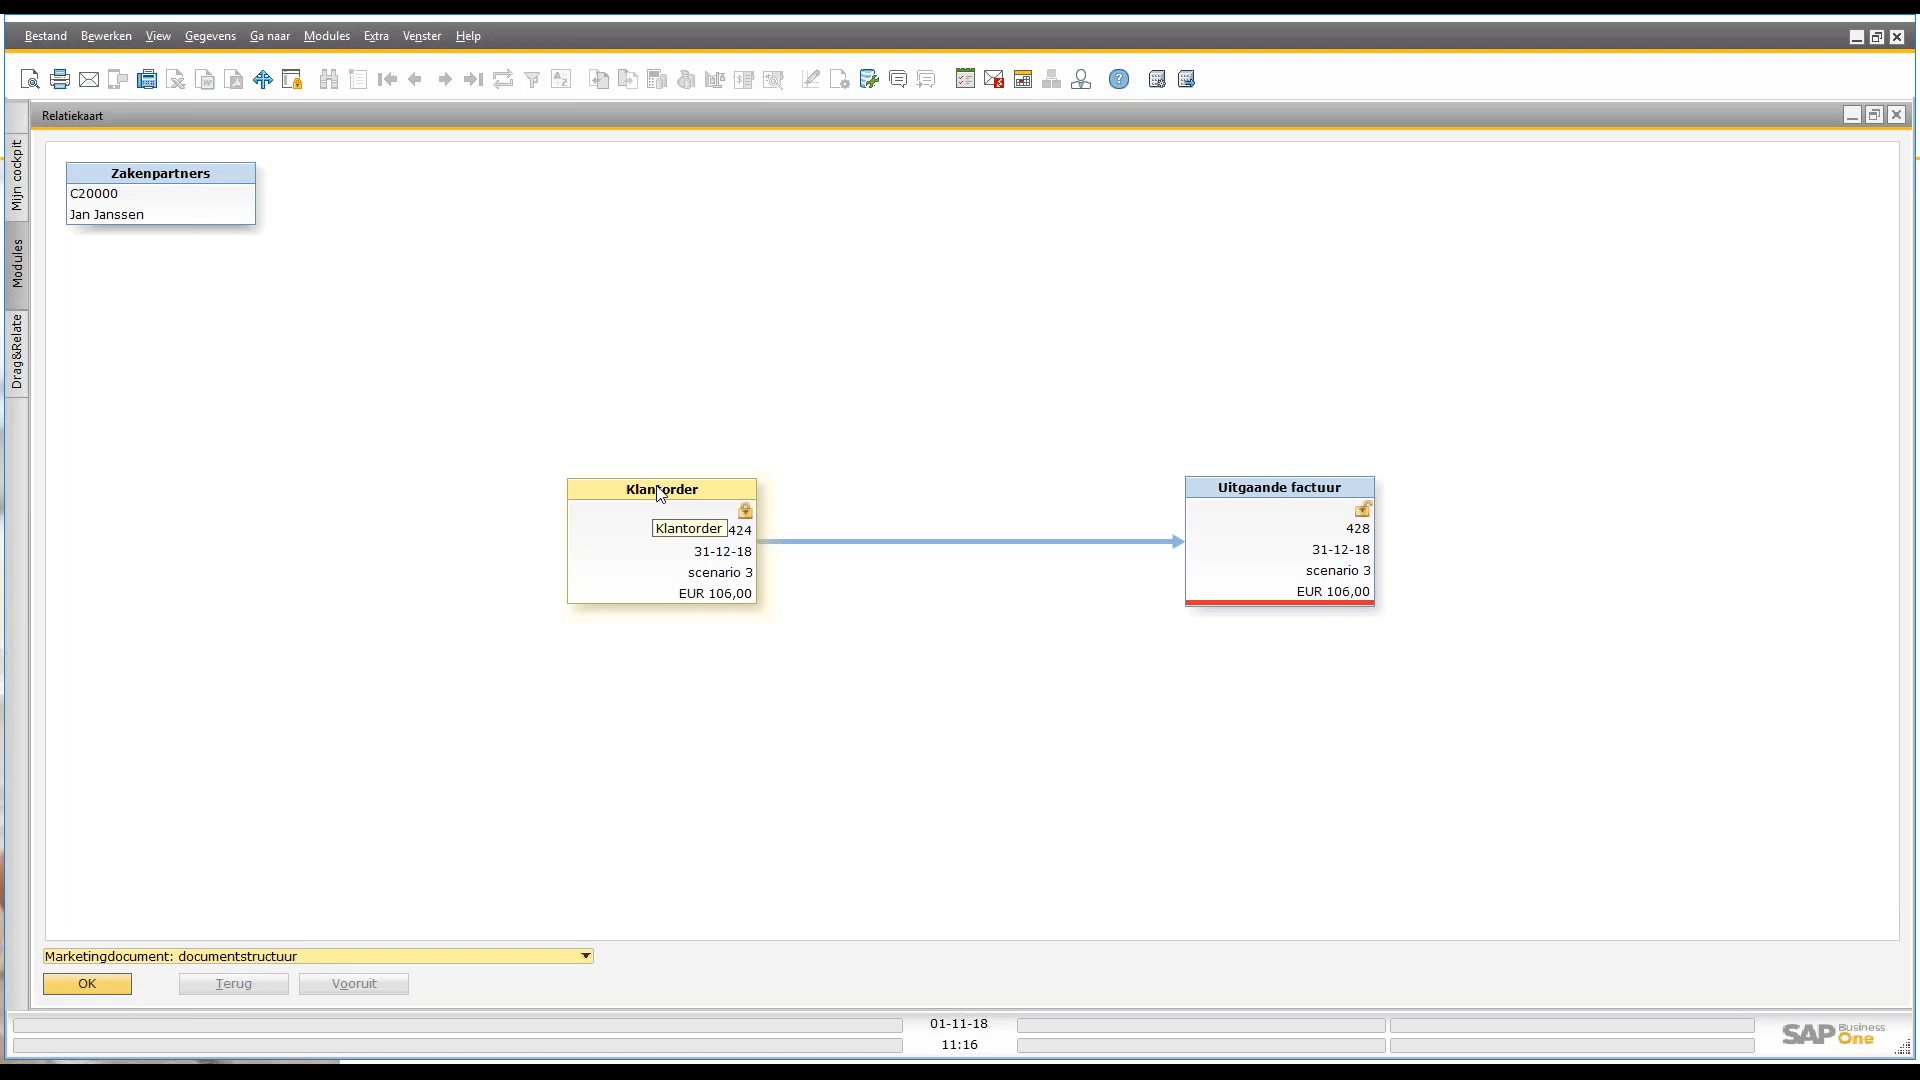 Bestand Bewerken View Gegevens Ga naar Modules Extra Venster Help
Relatiekaart
Mijn cockpit
Modules
Drag&Relate
Zakenpartners
C20000
Jan Janssen
Klantorder
Klantorder 424
31-12-18
scenario 3
EUR 106,00
Uitgaande factuur
428
31-12-18
scenario 3
EUR 106,00
Marketingdocument: documentstructuur
OK Terug Vooruit
01-11-18
11:16
SAP Business One